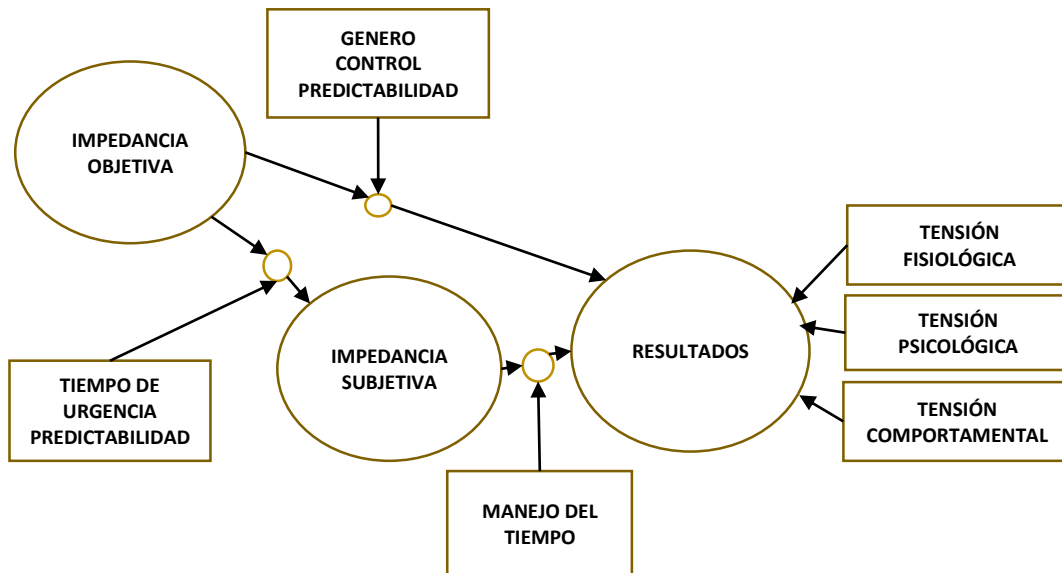 GENERO
CONTROL
PREDICTABILIDAD
IMPEDANCIA
OBJETIVA
TENSIÓN
FISIOLÓGICA
TENSIÓN
PSICOLÓGICA
IMPEDANCIA
SUBJETIVA
RESULTADOS
TIEMPO DE
URGENCIA
PREDICTABILIDAD
TENSIÓN
COMPORTAMENTAL
MANEJO DEL
TIEMPO